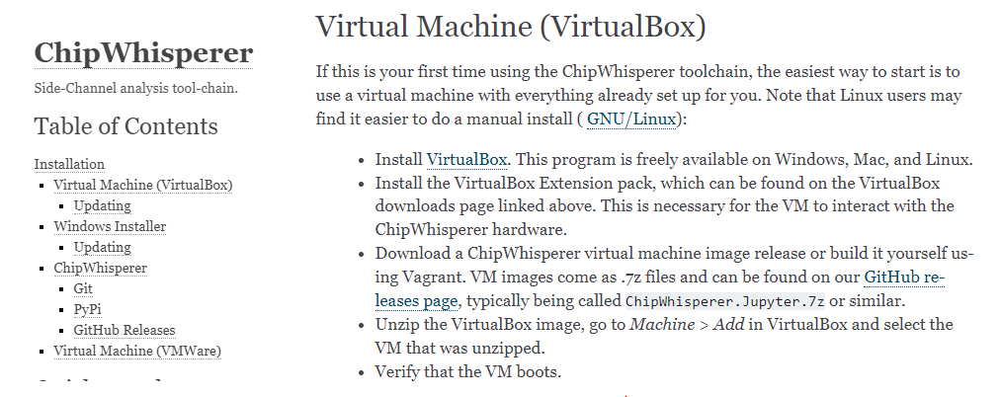 ChipWhisperer
Side-Channel analysis tool-chain.
Table of Contents
Installation
Virtual Machine (VirtualBox)
Updating
Windows Installer
Updating
ChipWhisperer
Git
PyPi
GitHub Releases
Virtual Machine (VMWare)
Virtual Machine (VirtualBox)
If this is your first time using the ChipWhisperer toolchain, the easiest way to start is to
use a virtual machine with everything already set up for you. Note that Linux users may
find it easier to do a manual install ( GNU/Linux):
• Install VirtualBox. This program is freely available on Windows, Mac, and Linux.
• Install the VirtualBox Extension pack, which can be found on the VirtualBox
downloads page linked above. This is necessary for the VM to interact with the
ChipWhisperer hardware.
• Download a ChipWhisperer virtual machine image release or build it yourself us-
ing Vagrant. VM images come as .7z files and can be found on our GitHub re-
leases page, typically being called ChipWhisperer.Jupyter.7z or similar.
• Unzip the VirtualBox image, go to Machine > Add in VirtualBox and select the
VM that was unzipped.
• Verify that the VM boots.